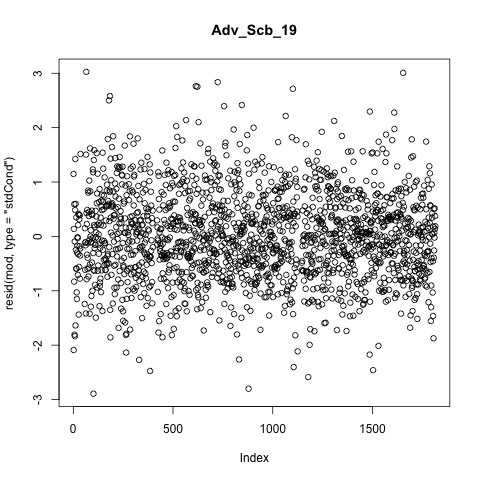 Adv_Scb_19
resid(mod, type = "stdCond")
3
2
1
0
-1
-2
-3
0 500 1000 1500
Index